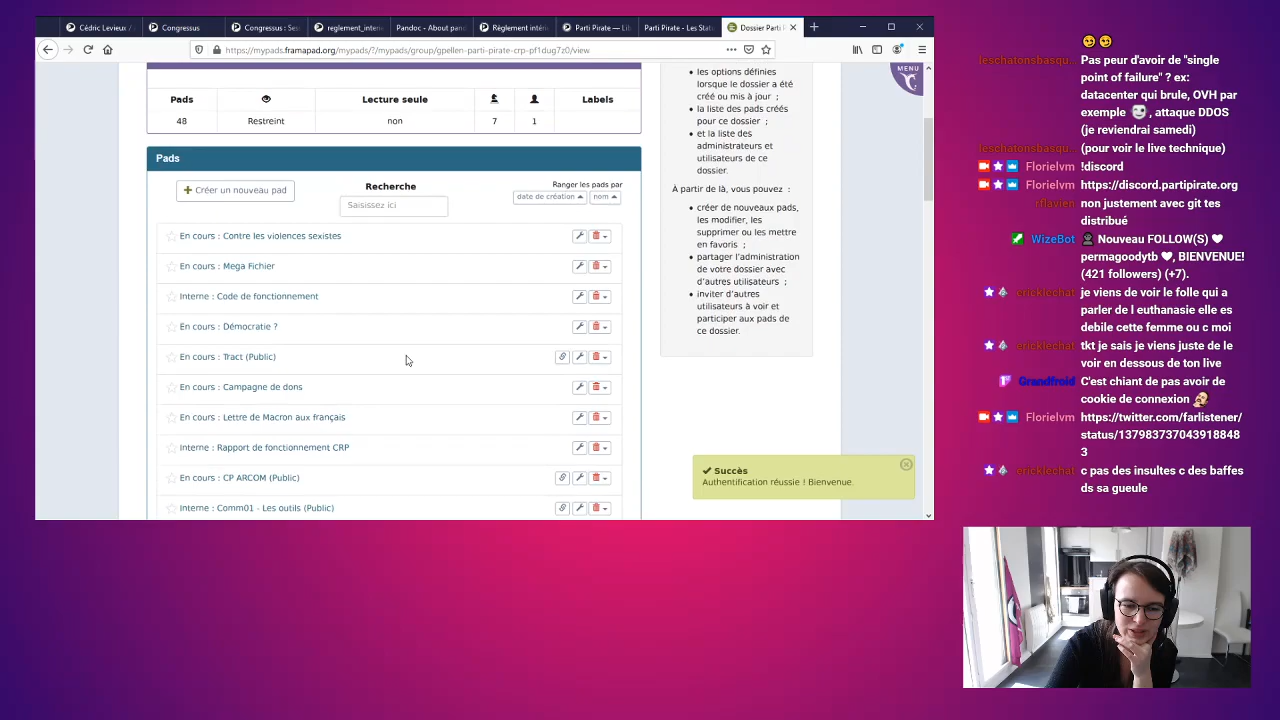 Cédric Levieux /
Congressus
Congressus : Se
reglement_inter
Pandoc - About pan
Règlement intéri
Parti Pirate — Lib
Parti Pirate - Les Stat
Dossier Parti P
https://mypads.framapad.org/mypads/?/mypads/group/gpellen-parti-pirate-crp-pf1dug7z0/view
MENU
Pads
Lecture seule
Labels
48
Restreint
non
7
1
Pads
Créer un nouveau pad
Recherche
Saisissez ici
Ranger les pads par
date de création
nom
En cours : Contre les violences sexistes
En cours : Mega Fichier
Interne : Code de fonctionnement
En cours : Démocratie ?
En cours : Tract (Public)
En cours : Campagne de dons
En cours : Lettre de Macron aux français
Interne : Rapport de fonctionnement CRP
En cours : CP ARCOM (Public)
Interne : Comm01 - Les outils (Public)
les options définies
lorsque le dossier a été
créé ou mis à jour ;
la liste des pads créés
pour ce dossier ;
et la liste des
administrateurs et
utilisateurs de ce
dossier.
À partir de là, vous pouvez :
créer de nouveaux pads,
les modifier, les
supprimer ou les mettre
en favoris ;
partager l'administration
de votre dossier avec
d'autres utilisateurs ;
inviter d'autres
utilisateurs à voir et
participer aux pads de
ce dossier.
Succès
Authentification réussie ! Bienvenue.
leschatonsbasqu... Pas peur d'avoir de "single
point of failure" ? ex:
datacenter qui brule, OVH par
exemple , attaque DDOS
(je reviendrai samedi)
leschatonsbasqu... (pour voir le live technique)
Florielvm !discord
Florielvm https://discord.partipirate.org
rflavien non justement avec git tes
distribué
WizeBot Nouveau FOLLOW(S) ♥
permagoodytb ♥, BIENVENUE!
(421 followers) (+7).
ericklechat je viens de voir le folle qui a
parler de l euthanasie elle es
debile cette femme ou c moi
ericklechat tkt je sais je viens juste de le
voir en dessous de ton live
Grandfroid C'est chiant de pas avoir de
cookie de connexion
Florielvm https://twitter.com/farlistener/
status/137983737043918848
3
ericklechat c pas des insultes c des baffes
ds sa gueule